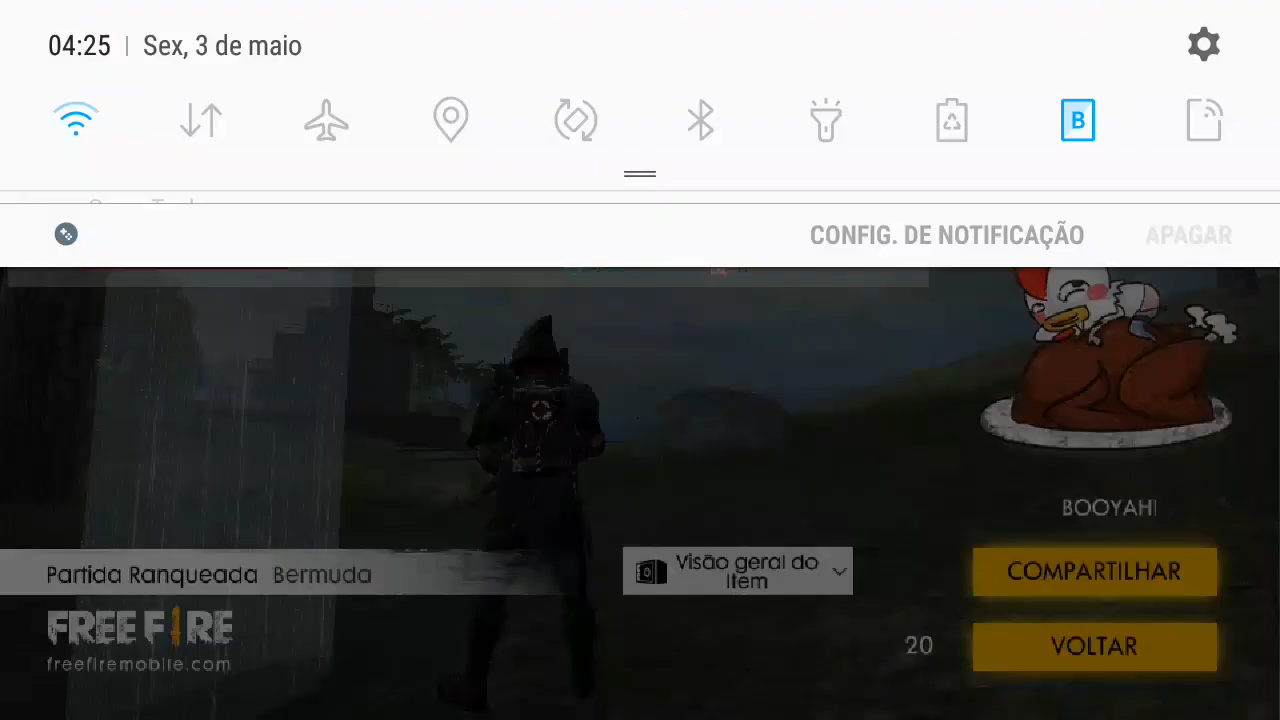 04:25 | Sex, 3 de maio
B
CONFIG. DE NOTIFICAÇÃO APAGAR
BOOYAH!
Partida Ranqueada Bermuda
Visão geral do
Item
COMPARTILHAR
FREE FIRE
freefiremobile.com
20
VOLTAR